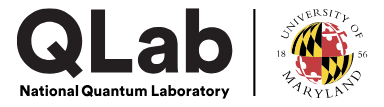 QLab
National Quantum Laboratory
UNIVERSITY OF
18 56
MARYLAND